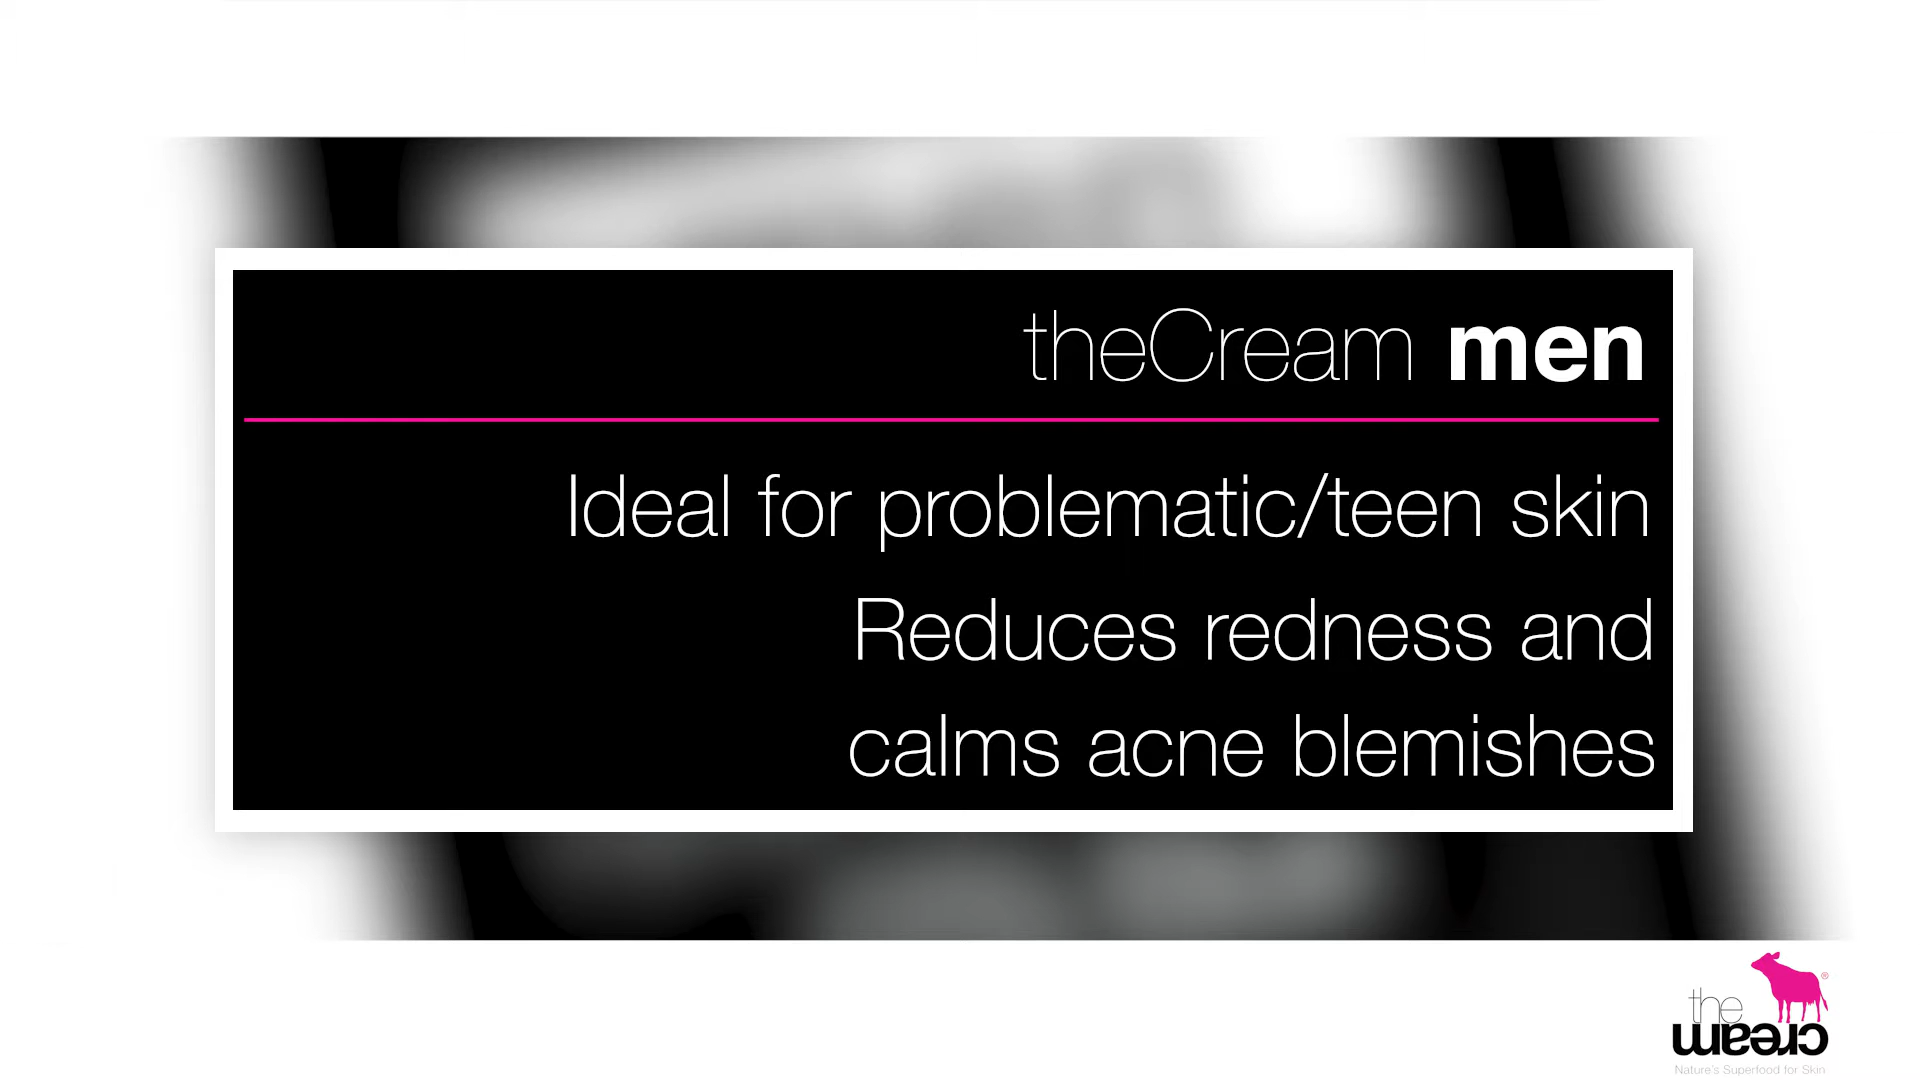 theCream men
Ideal for problematic/teen skin
Reduces redness and
calms acne blemishes
®
the
cream
Nature's Superfood for Skin